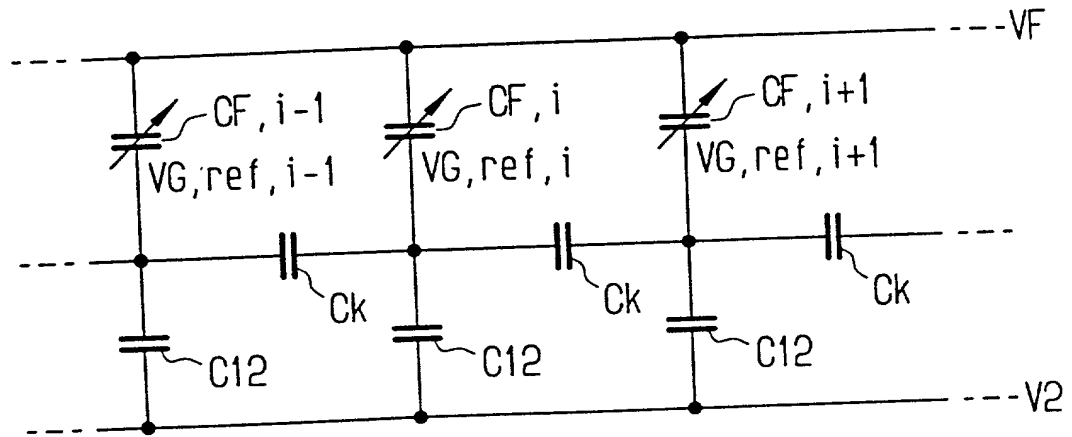 VF
CF, i-1
CF, i
CF, i+1
VG,ref, i-1
VG,ref, i
VG,ref, i+1
Ck
Ck
Ck
C12
C12
C12
V2